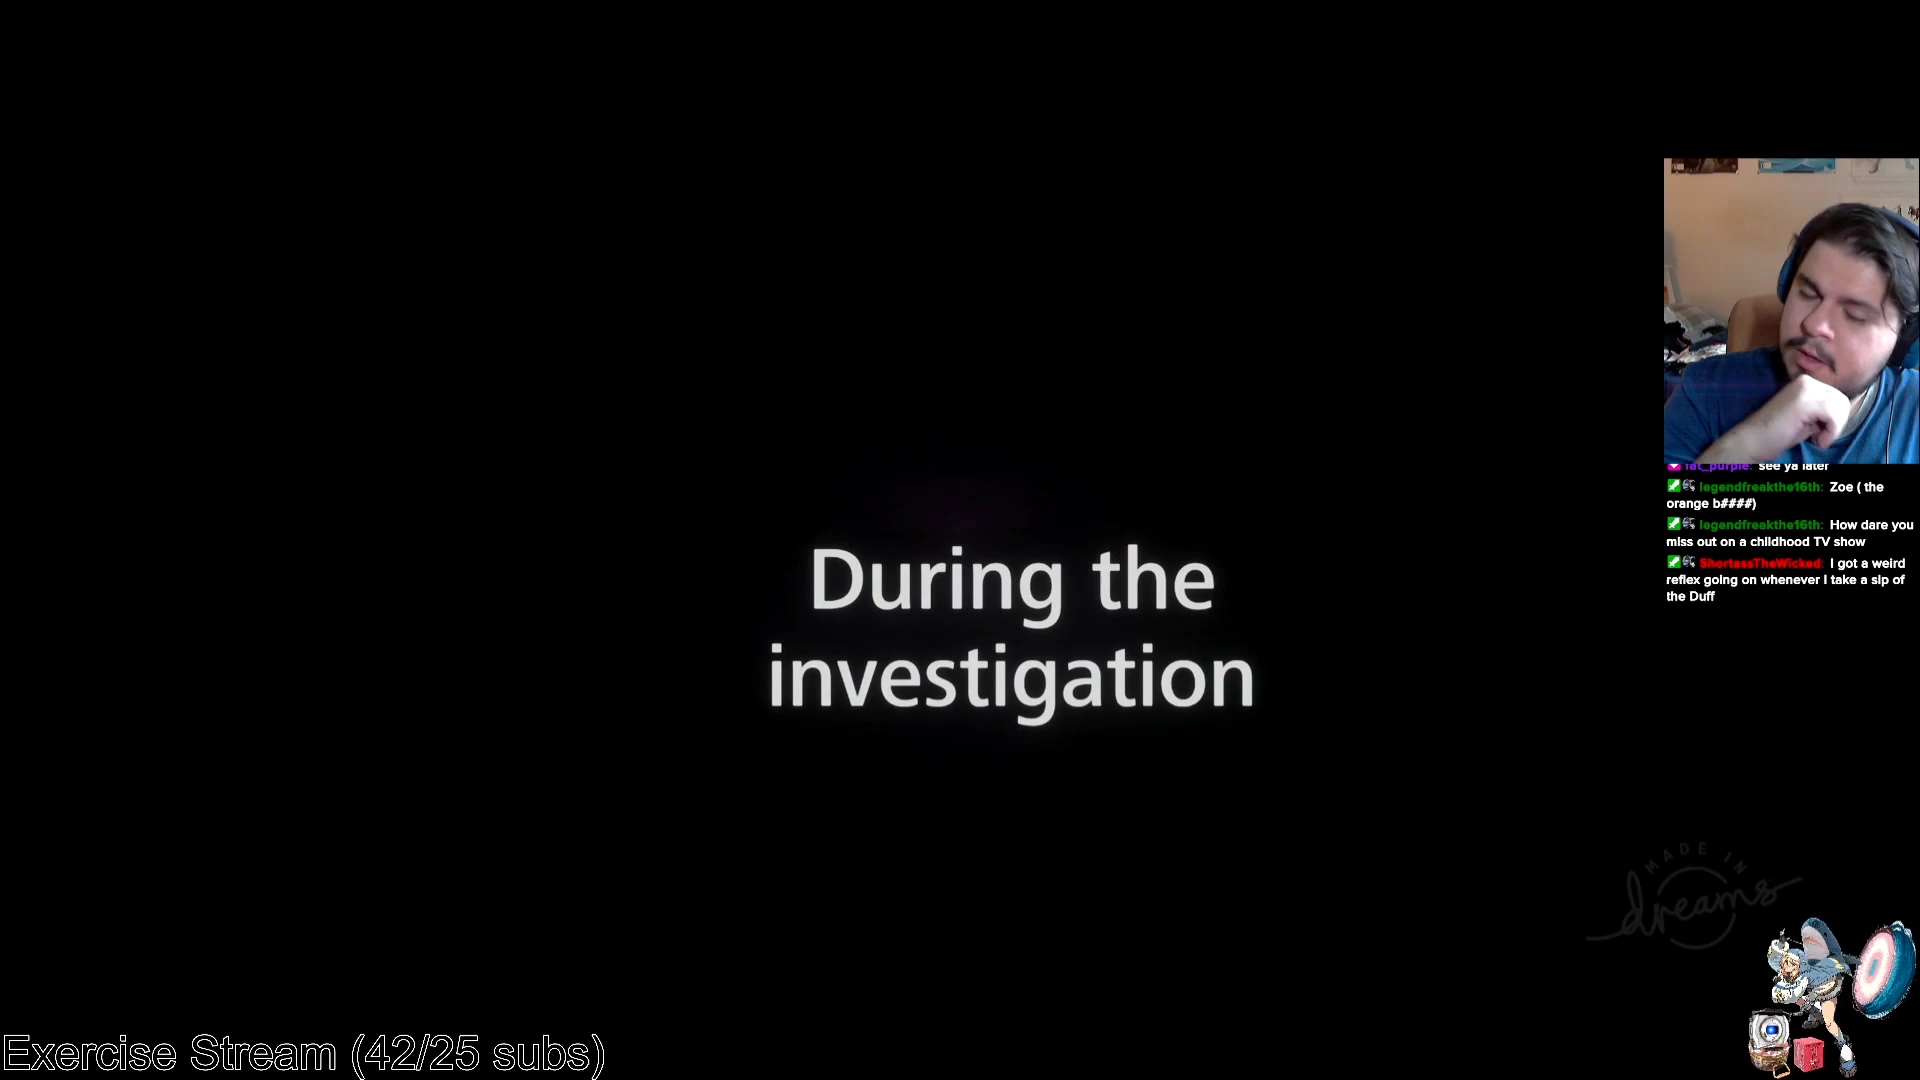 During the
investigation
fat_purple: see ya later
legendfreakthe16th: Zoe ( the
orange b####)
legendfreakthe16th: How dare you
miss out on a childhood TV show
ShortassTheWicked: I got a weird
reflex going on whenever I take a sip of
the Duff
MADE IN
dreams
Exercise Stream (42/25 subs)